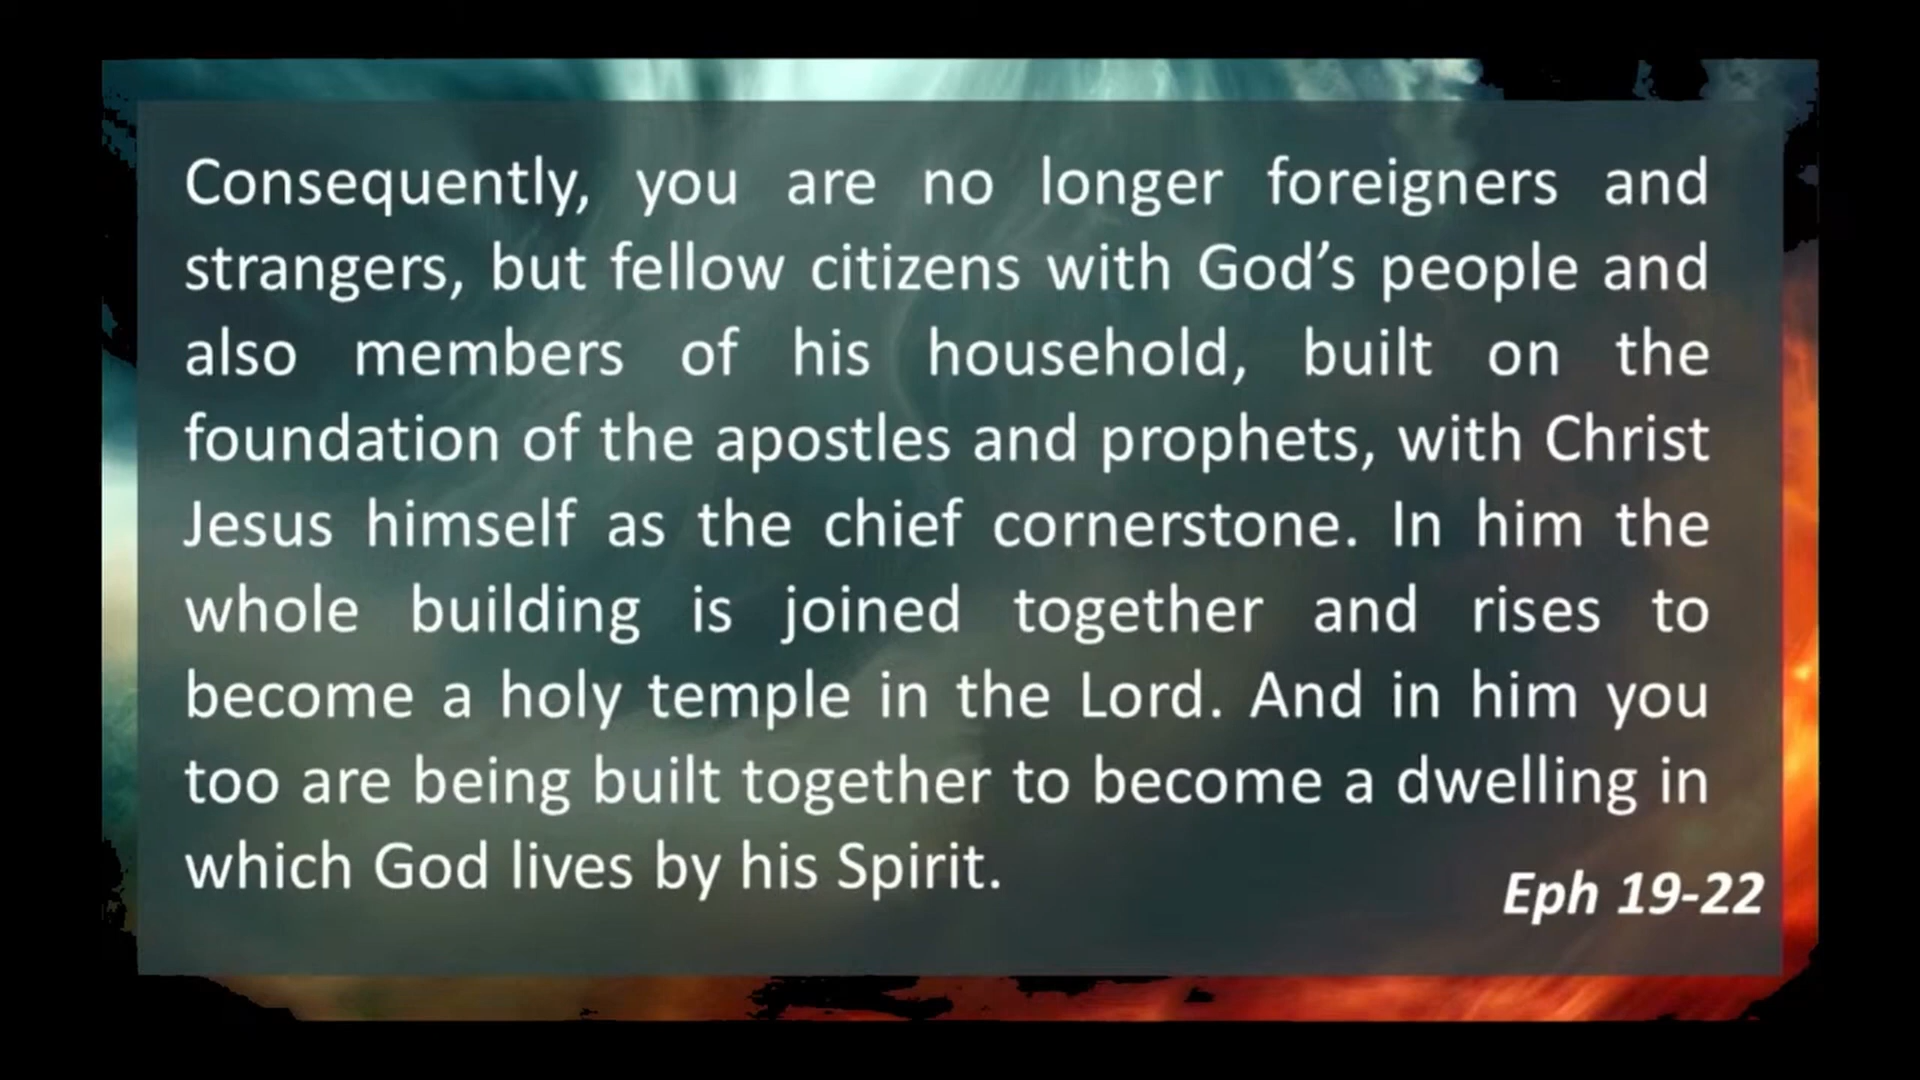 Consequently, you are no longer foreigners and
strangers, but fellow citizens with God’s people and
also members of his household, built on the
foundation of the apostles and prophets, with Christ
Jesus himself as the chief cornerstone. In him the
whole building is joined together and rises to
become a holy temple in the Lord. And in him you
too are being built together to become a dwelling in
which God lives by his Spirit.
Eph 19-22